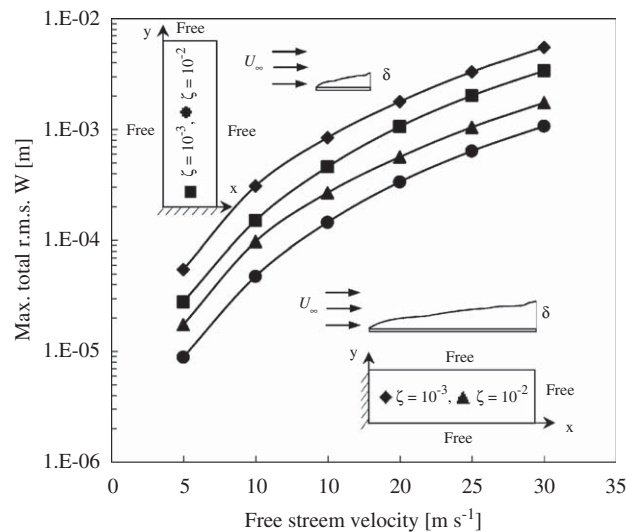 1.E-02
1.E-03
1.E-04
1.E-05
1.E-06
Max. total r.m.s. W [m]
0 5 10 15 20 25 30 35
Free streem velocity [m s⁻¹]
y
Free
Free
Free
ζ = 10⁻³, ζ = 10⁻²
x
U∞
δ
U∞
δ
y
Free
ζ = 10⁻³, ζ = 10⁻²
Free
Free
x